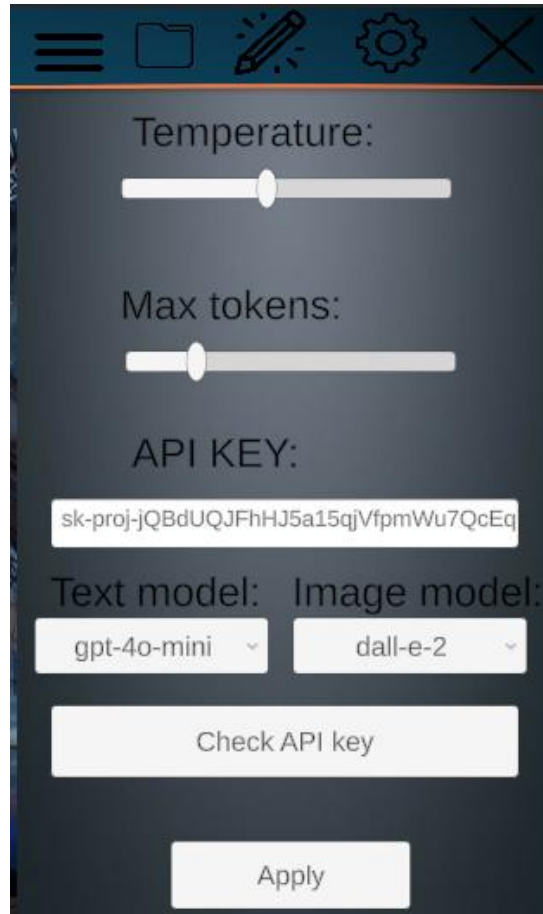 Temperature:
Max tokens:
API KEY:
sk-proj-jQBdUQJFhHJ5a15qjVfpmWu7QcEq
Text model: Image model:
gpt-4o-mini dall-e-2
Check API key
Apply